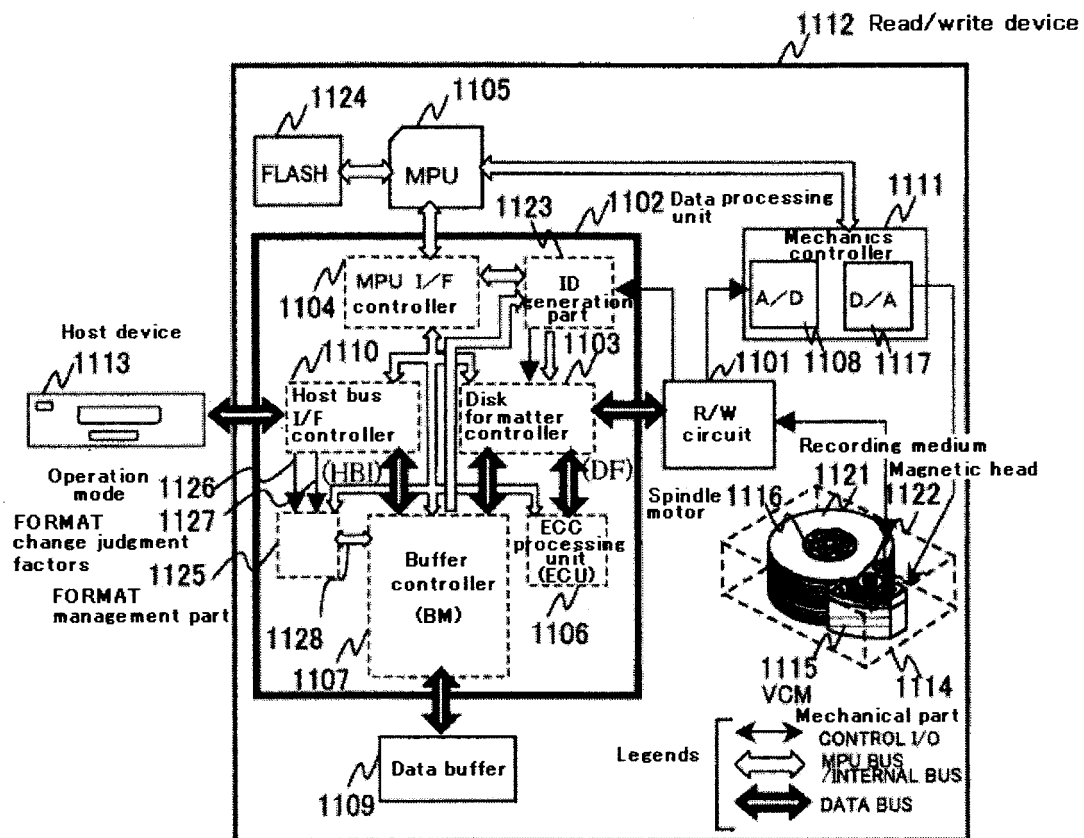 1112 Read/write device
1105
1124
FLASH
MPU
1123
1102 Data processing
unit
1111
Mechanics
controller
MPU I/F
controller
1104
ID
generation
part
A/D
D/A
Host device
1113
1110
1103
1101
1108
1117
Host bus
I/F
controller
Disk
formatter
controller
R/W
circuit
(HBI)
(DF)
Recording medium
Operation
mode
1126
1127
Spindle
motor
1116
1121
Magnetic head
1122
FORMAT
change judgment
factors
1125
FORMAT
management part
Buffer
controller
(BM)
ECC
processing
unit
(ECU)
1128
1106
1107
1115
VCM
1114
Mechanical part
Data buffer
1109
Legends
CONTROL I/O
MPU BUS
/INTERNAL BUS
DATA BUS